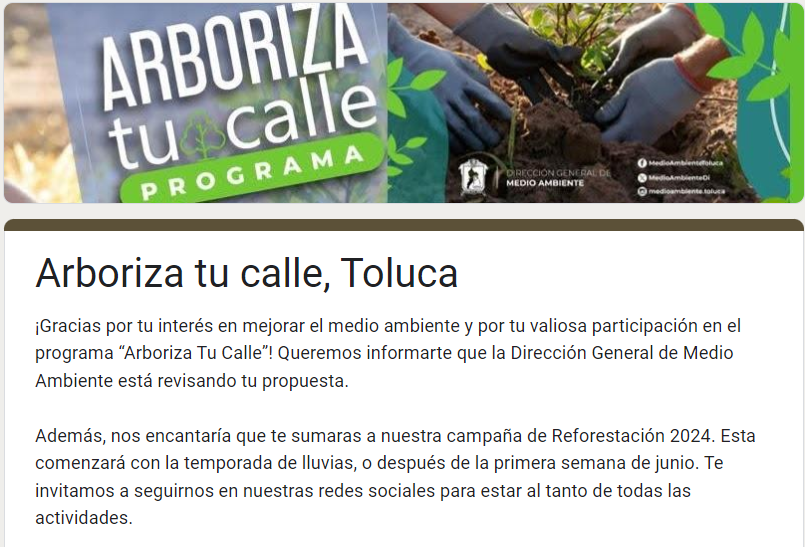 ARBORIZA
tu calle
PROGRAMA
DIRECCIÓN GENERAL DE
MEDIO AMBIENTE
MedioAmbienteToluca
MedioAmbienteDi
medioambiente.toluca
Arboriza tu calle, Toluca
¡Gracias por tu interés en mejorar el medio ambiente y por tu valiosa participación en el
programa “Arboriza Tu Calle”! Queremos informarte que la Dirección General de Medio
Ambiente está revisando tu propuesta.
Además, nos encantaría que te sumaras a nuestra campaña de Reforestación 2024. Esta
comenzará con la temporada de lluvias, o después de la primera semana de junio. Te
invitamos a seguirnos en nuestras redes sociales para estar al tanto de todas las
actividades.